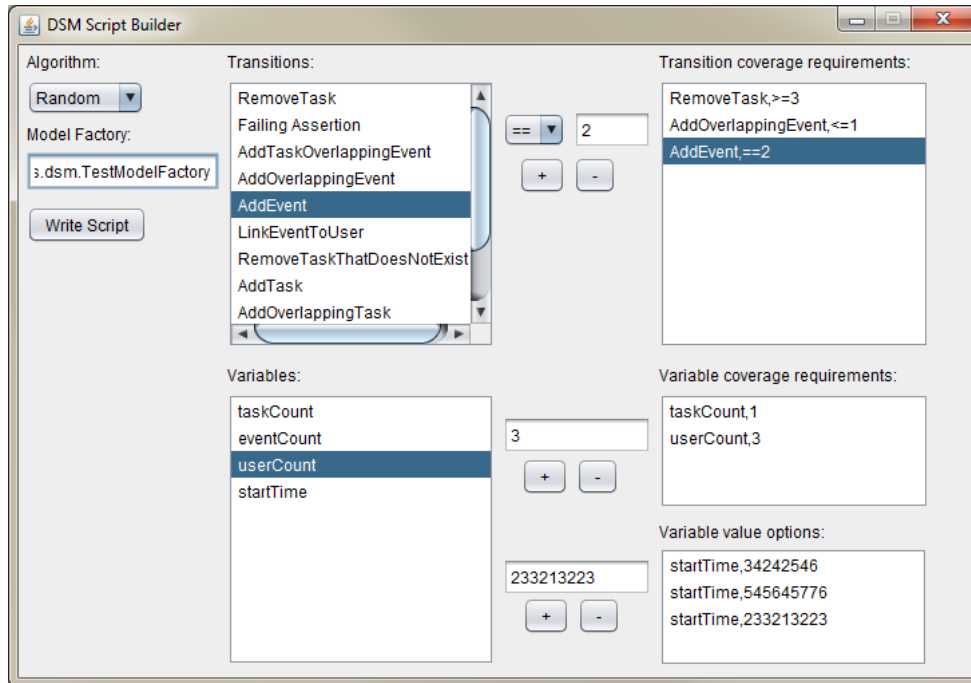 DSM Script Builder
Algorithm:
Random
Model Factory:
s.dsm.TestModelFactory
Write Script
Transitions:
RemoveTask
Failing Assertion
AddTaskOverlappingEvent
AddOverlappingEvent
AddEvent
LinkEventToUser
RemoveTaskThatDoesNotExist
AddTask
AddOverlappingTask
==
2
+
-
Transition coverage requirements:
RemoveTask,>=3
AddOverlappingEvent,<=1
AddEvent,==2
Variables:
taskCount
eventCount
userCount
startTime
3
+
-
Variable coverage requirements:
taskCount,1
userCount,3
233213223
+
-
Variable value options:
startTime,34242546
startTime,545645776
startTime,233213223